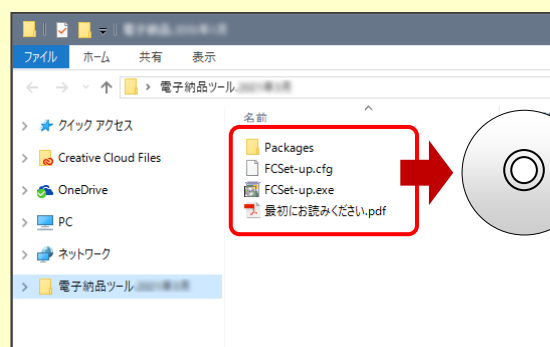 電子納品
ファイル ホーム 共有 表示
電子納品ツール
名前
クイック アクセス
Creative Cloud Files
OneDrive
PC
ネットワーク
電子納品ツール
Packages
FCSet-up.cfg
FCSet-up.exe
最初にお読みください.pdf